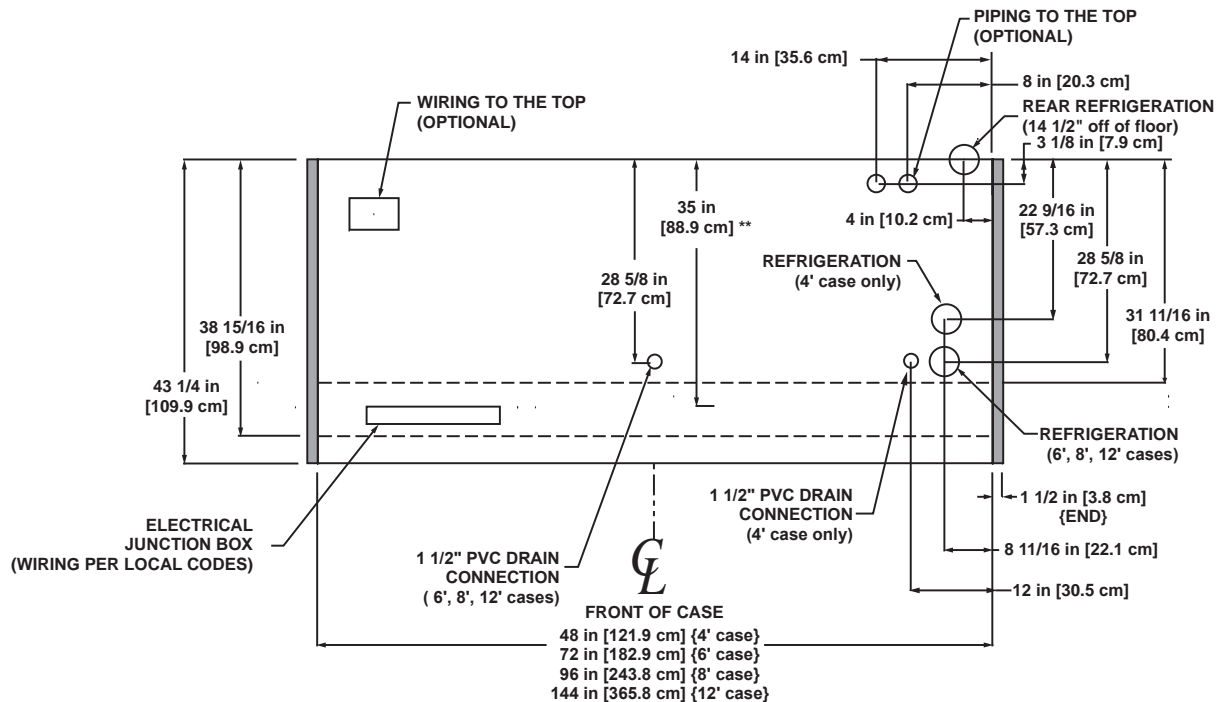 PIPING TO THE TOP
(OPTIONAL)
14 in [35.6 cm]
8 in [20.3 cm]
WIRING TO THE TOP
(OPTIONAL)
REAR REFRIGERATION
(14 1/2" off of floor)
3 1/8 in [7.9 cm]
35 in
[88.9 cm] **
4 in [10.2 cm]
22 9/16 in
[57.3 cm]
28 5/8 in
[72.7 cm]
REFRIGERATION
(4' case only)
28 5/8 in
[72.7 cm]
31 11/16 in
[80.4 cm]
38 15/16 in
[98.9 cm]
43 1/4 in
[109.9 cm]
REFRIGERATION
(6', 8', 12' cases)
1 1/2" PVC DRAIN
CONNECTION
(4' case only)
1 1/2 in [3.8 cm]
{END}
ELECTRICAL
JUNCTION BOX
(WIRING PER LOCAL CODES)
1 1/2" PVC DRAIN
CONNECTION
( 6', 8', 12' cases)
8 11/16 in [22.1 cm]
12 in [30.5 cm]
CL
FRONT OF CASE
48 in [121.9 cm] {4' case}
72 in [182.9 cm] {6' case}
96 in [243.8 cm] {8' case}
144 in [365.8 cm] {12' case}